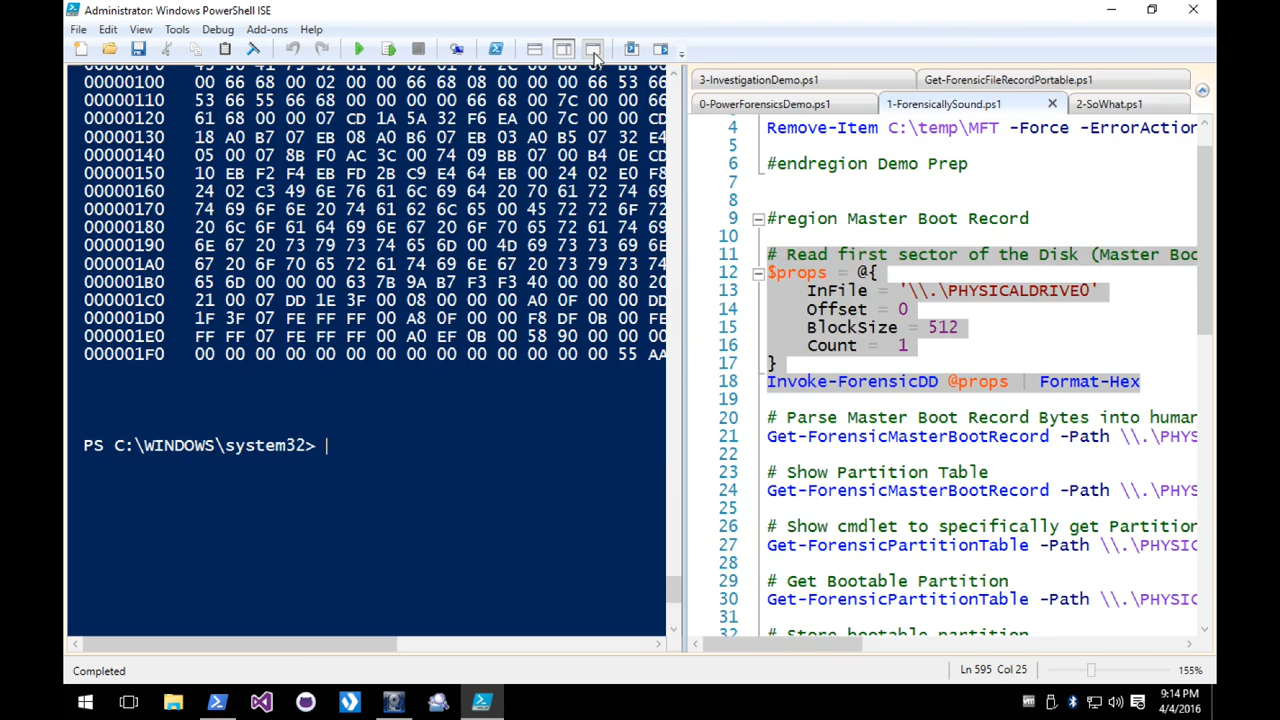 Administrator: Windows PowerShell ISE
File Edit View Tools Debug Add-ons Help
00000100 00 66 68 00 02 00 00 66 68 08 00 00 00 66 53 66
00000110 53 66 55 66 68 00 00 00 00 66 68 00 7C 00 00 66
00000120 61 68 00 00 07 CD 1A 5A 32 F6 EA 00 7C 00 00 CD
00000130 18 A0 B7 07 EB 08 A0 B6 07 EB 03 A0 B5 07 32 E4
00000140 05 00 07 8B F0 AC 3C 00 74 09 BB 07 00 B4 0E CD
00000150 10 EB F2 F4 EB FD 2B C9 E4 64 EB 00 24 02 E0 F8
00000160 24 02 C3 49 6E 76 61 6C 69 64 20 70 61 72 74 69
00000170 74 69 6F 6E 20 74 61 62 6C 65 00 45 72 72 6F 72
00000180 20 6C 6F 61 64 69 6E 67 20 6F 70 65 72 61 74 69
00000190 6E 67 20 73 79 73 74 65 6D 00 4D 69 73 73 69 6E
000001A0 67 20 6F 70 65 72 61 74 69 6E 67 20 73 79 73 74
000001B0 65 6D 00 00 00 63 7B 9A B7 F3 F3 40 00 00 80 20
000001C0 21 00 07 DD 1E 3F 00 08 00 00 00 A0 0F 00 00 DD
000001D0 1F 3F 07 FE FF FF 00 A8 0F 00 00 F8 DF 0B 00 FE
000001E0 FF FF 07 FE FF FF 00 A0 EF 0B 00 58 90 00 00 00
000001F0 00 00 00 00 00 00 00 00 00 00 00 00 00 00 55 AA
PS C:\WINDOWS\system32>
3-InvestigationDemo.ps1 Get-ForensicFileRecordPortable.ps1
0-PowerForensicsDemo.ps1 1-ForensicallySound.ps1 2-SoWhat.ps1
4 Remove-Item C:\temp\MFT -Force -ErrorAction
5
6 #endregion Demo Prep
7
8
9 #region Master Boot Record
10
11 # Read first sector of the Disk (Master Boo
12 $props = @{
13 InFile = '\\.\PHYSICALDRIVE0'
14 Offset = 0
15 BlockSize = 512
16 Count = 1
17 }
18 Invoke-ForensicDD @props | Format-Hex
19
20 # Parse Master Boot Record Bytes into human
21 Get-ForensicMasterBootRecord -Path \\.\PHYS
22
23 # Show Partition Table
24 Get-ForensicMasterBootRecord -Path \\.\PHYS
25
26 # Show cmdlet to specifically get Partition
27 Get-ForensicPartitionTable -Path \\.\PHYSIC
28
29 # Get Bootable Partition
30 Get-ForensicPartitionTable -Path \\.\PHYSIC
31
32 # Store bootable partition
Completed Ln 595 Col 25 155%
9:14 PM
4/4/2016